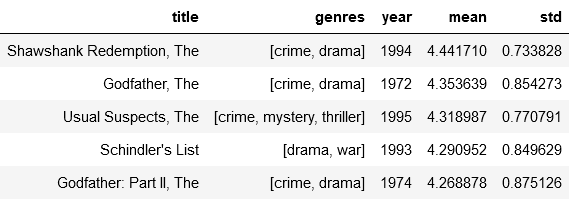 title genres year mean std
Shawshank Redemption, The [crime, drama] 1994 4.441710 0.733828
Godfather, The [crime, drama] 1972 4.353639 0.854273
Usual Suspects, The [crime, mystery, thriller] 1995 4.318987 0.770791
Schindler's List [drama, war] 1993 4.290952 0.849629
Godfather: Part II, The [crime, drama] 1974 4.268878 0.875126